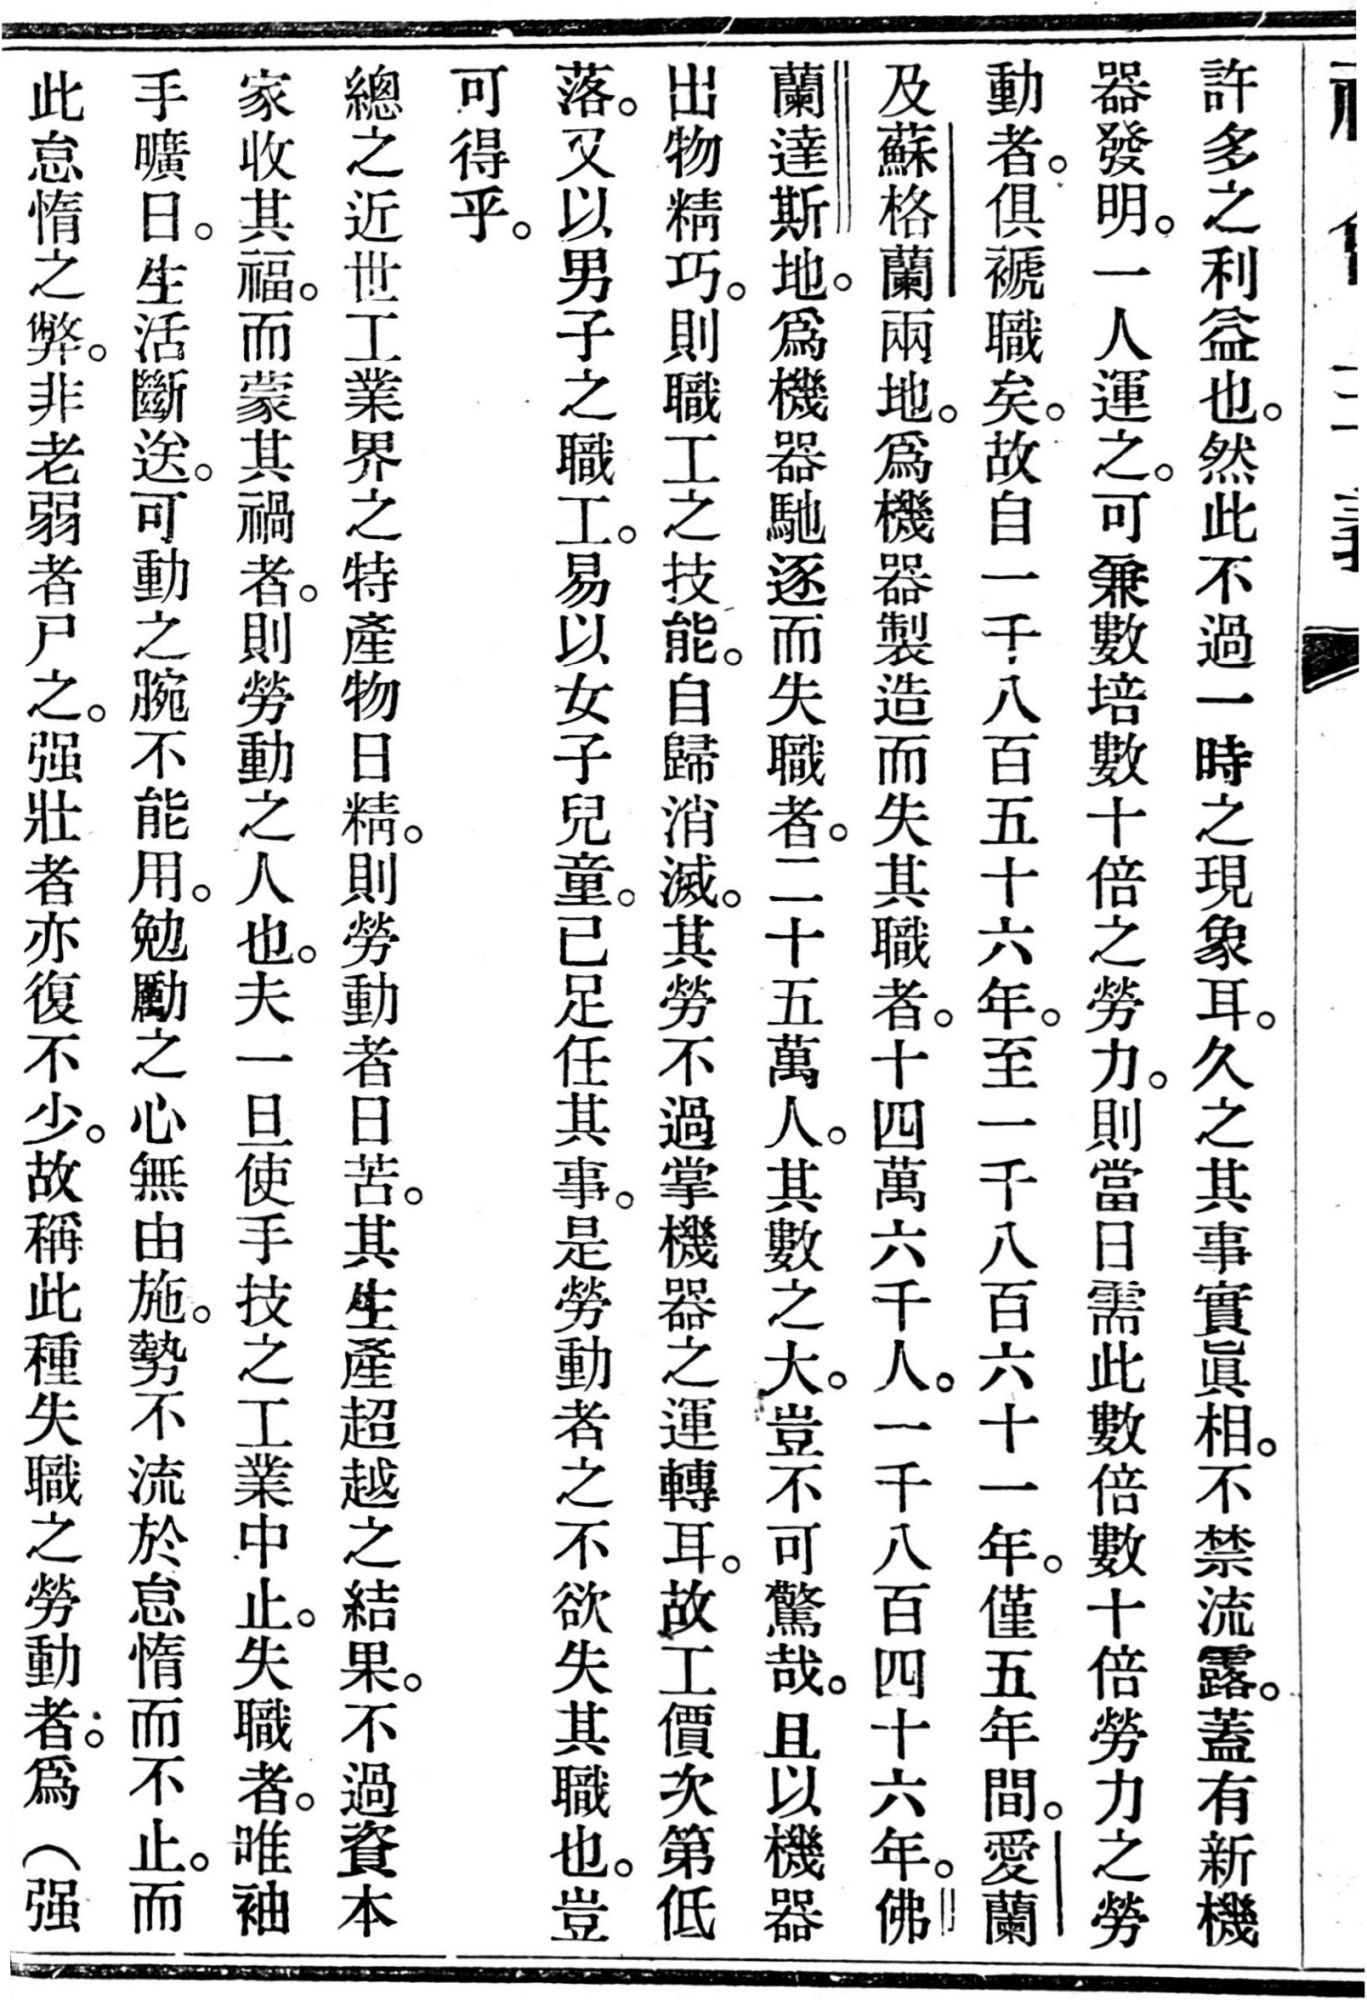 社會主義
許多之利益也。然此不過一時之現象耳。久之其事實眞相。不禁流露。蓋有新機
器發明。一人運之。可兼數培數十倍之勞力。則當日需此數倍數十倍勞力之勞
動者。俱褫職矣。故自一千八百五十六年。至一千八百六十一年。僅五年間。愛蘭
及蘇格蘭兩地。爲機器製造而失其職者。十四萬六千人。一千八百四十六年。佛
蘭達斯地。爲機器馳逐而失職者。二十五萬人。其數之大。豈不可驚哉。且以機器
出物精巧。則職工之技能。自歸消滅。其勞不過掌機器之運轉耳。故工價次第低
落。又以男子之職工。易以女子兒童。已足任其事。是勞動者之不欲失其職也。豈
可得乎。
總之近世工業界之特產物日精。則勞動者日苦。其生產超越之結果。不過資本
家收其福。而蒙其禍者。則勞動之人也。夫一旦使手技之工業中止。失職者。唯袖
手曠日。生活斷送。可動之腕不能用。勉勵之心無由施。勢不流於怠惰而不止。而
此怠惰之弊。非老弱者尸之。强壯者亦復不少。故稱此種失職之勞動者。爲（强